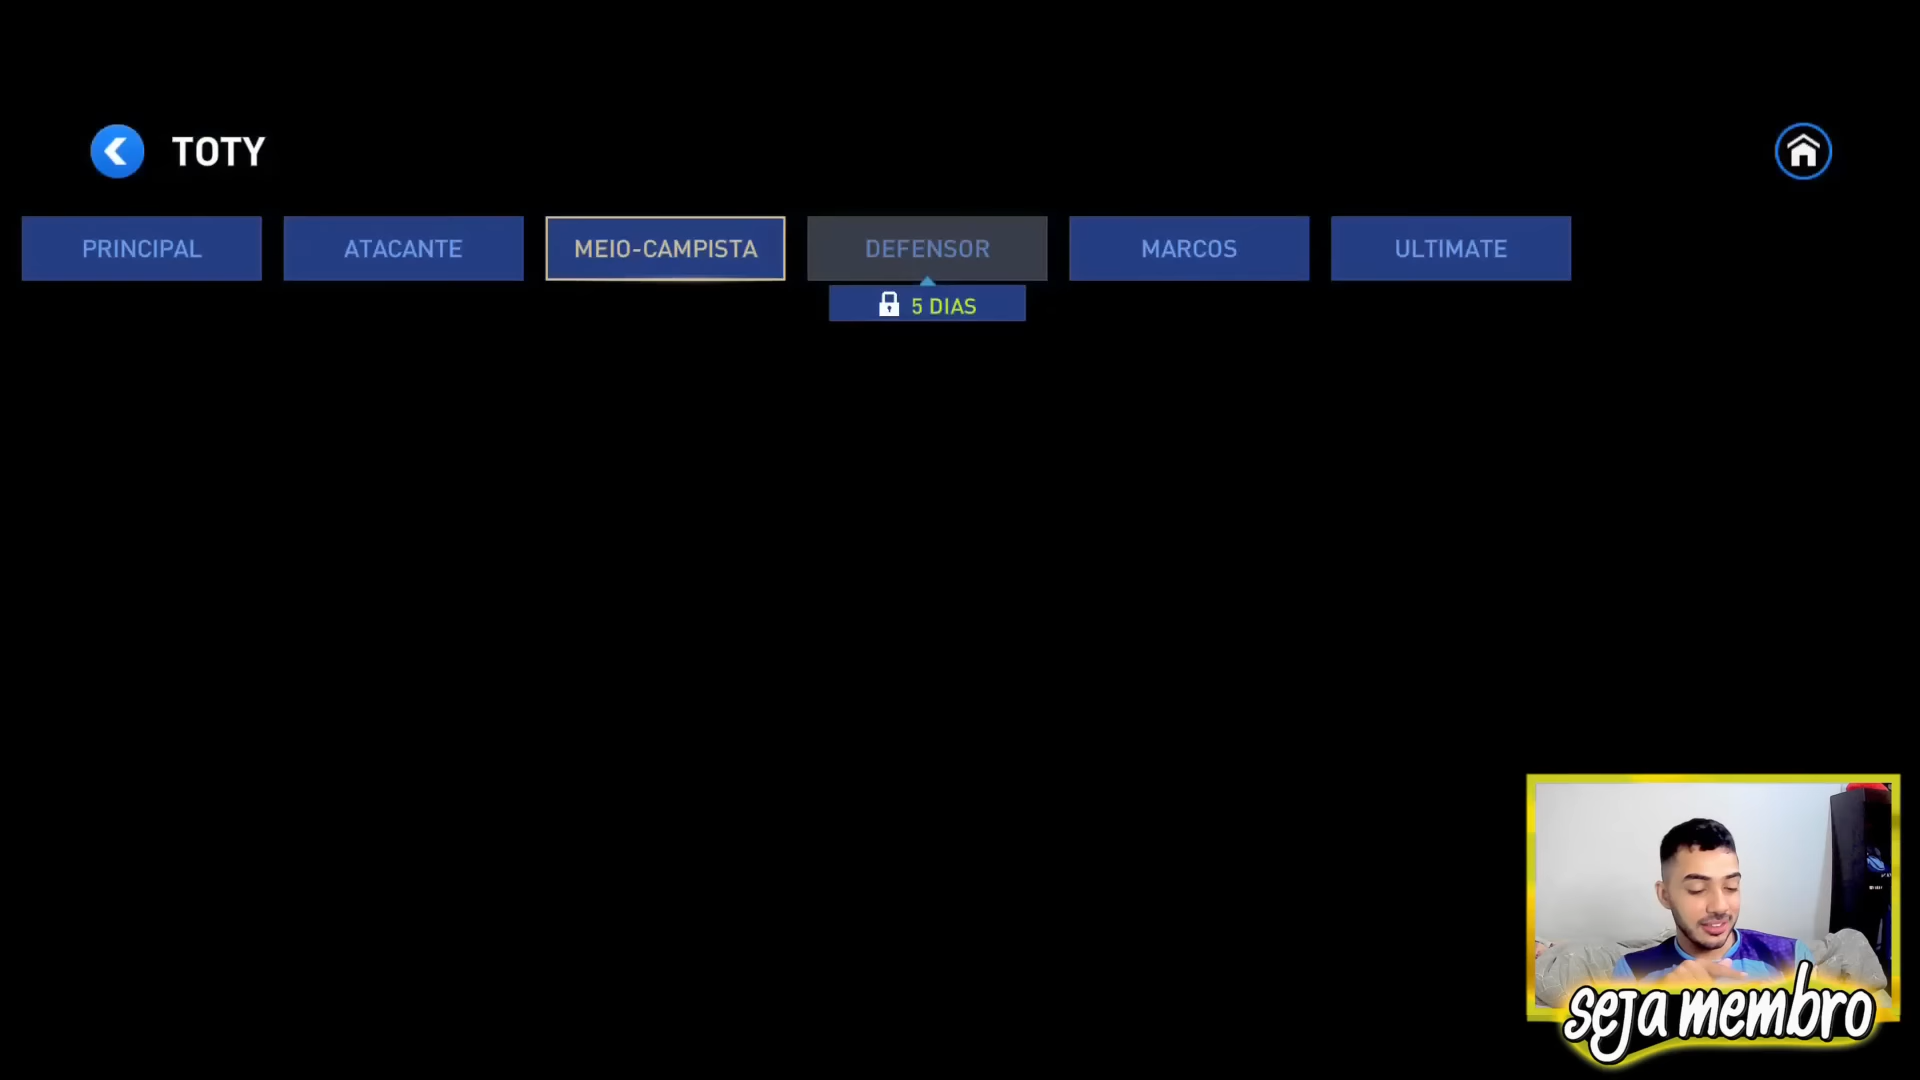 TOTY
PRINCIPAL
ATACANTE
MEIO-CAMPISTA
DEFENSOR
MARCOS
ULTIMATE
5 DIAS
seja membro